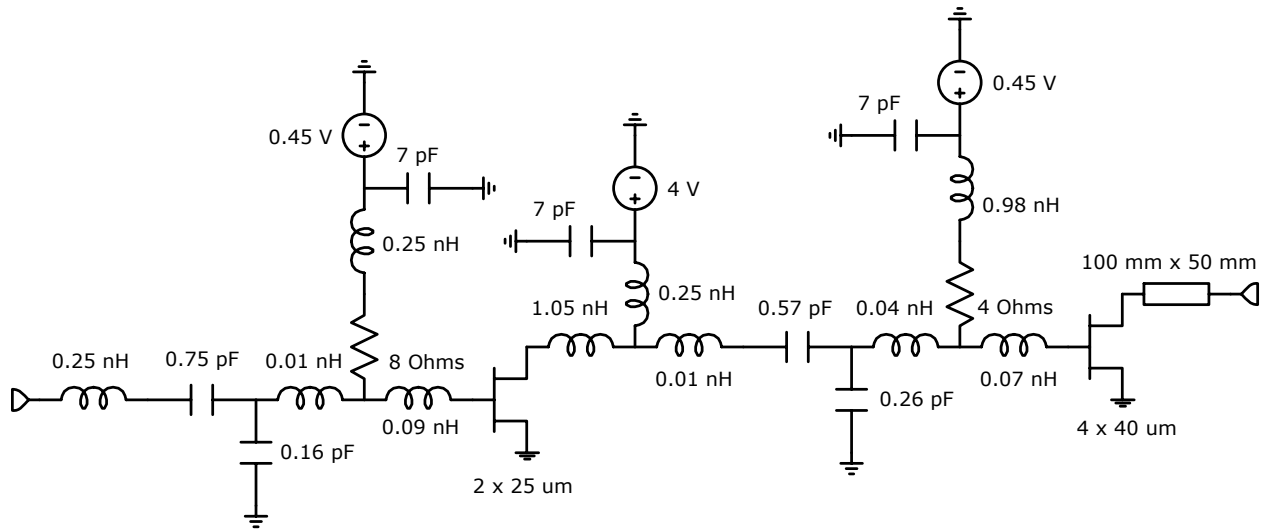 0.45 V
7 pF
0.45 V
7 pF
4 V
7 pF
0.98 nH
0.25 nH
100 mm x 50 mm
0.25 nH
1.05 nH
0.57 pF
0.04 nH
4 Ohms
0.25 nH
0.75 pF
0.01 nH
8 Ohms
0.01 nH
0.07 nH
0.09 nH
0.26 pF
0.16 pF
4 x 40 um
2 x 25 um